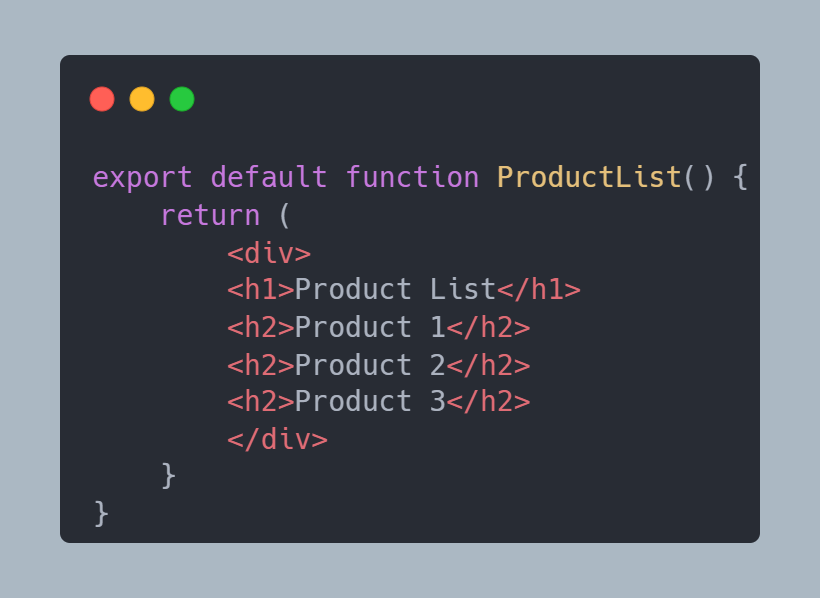 export default function ProductList() {
    return (
        <div>
        <h1>Product List</h1>
        <h2>Product 1</h2>
        <h2>Product 2</h2>
        <h2>Product 3</h2>
        </div>
    }
}